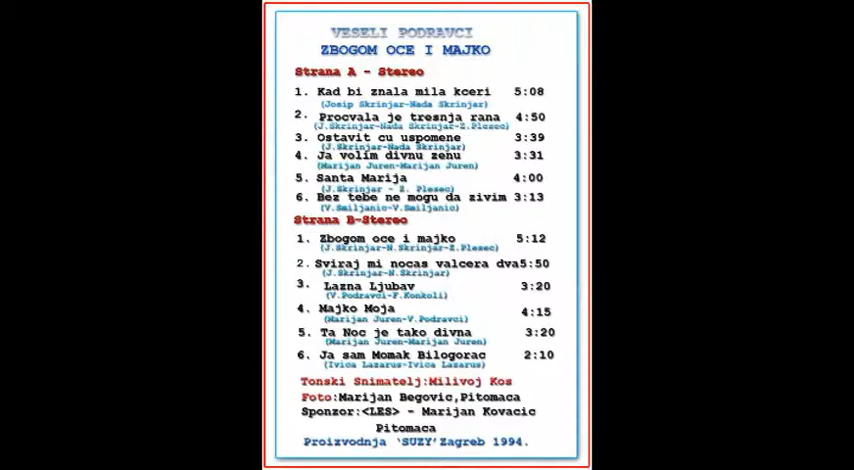 VESELI PODRAVCI
ZBOGOM OCE I MAJKO
Strana A - Stereo
1. Kad bi znala mila kceri 5:08
(Josip Skrinjar-Nada Skrinjar)
2. Procvala je tresnja rana 4:50
(J.Skrinjar-Nada Skrinjar-Z.Plesec)
3. Ostavit cu uspomene 3:39
(J.Skrinjar-Nada Skrinjar)
4. Ja volim divnu zenu 3:31
(Marijan Juren-Marijan Juren)
5. Santa Marija 4:00
(J.Skrinjar - Z. Plesec)
6. Bez tebe ne mogu da zivim 3:13
(V.Smiljanic-V.Smiljanic)
Strana B-Stereo
1. Zbogom oce i majko 5:12
(J.Skrinjar-N.Skrinjar-Z.Plesec)
2. Sviraj mi nocas valcera dva5:50
(J.Skrinjar-N.Skrinjar)
3. Lazna Ljubav 3:20
(V.Podravci-F.Konkoli)
4. Majko Moja 4:15
(Marijan Juren-V.Podravci)
5. Ta Noc je tako divna 3:20
(Marijan Juren-Marijan Juren)
6. Ja sam Momak Bilogorac 2:10
(Ivica Lazarus-Ivica Lazarus)
Tonski Snimatelj:Milivoj Kos
Foto:Marijan Begovic,Pitomaca
Sponzor:<LES> - Marijan Kovacic
Pitomaca
Proizvodnja 'SUZY'Zagreb 1994.